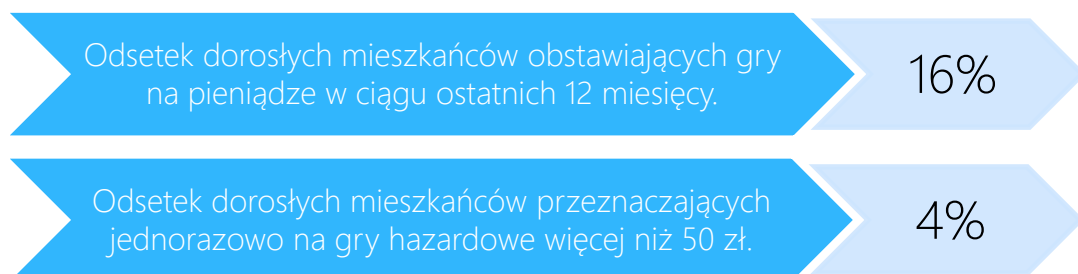 Odsetek dorosłych mieszkańców obstawiających gry
na pieniądze w ciągu ostatnich 12 miesięcy.
16%
Odsetek dorosłych mieszkańców przeznaczających
jednorazowo na gry hazardowe więcej niż 50 zł.
4%